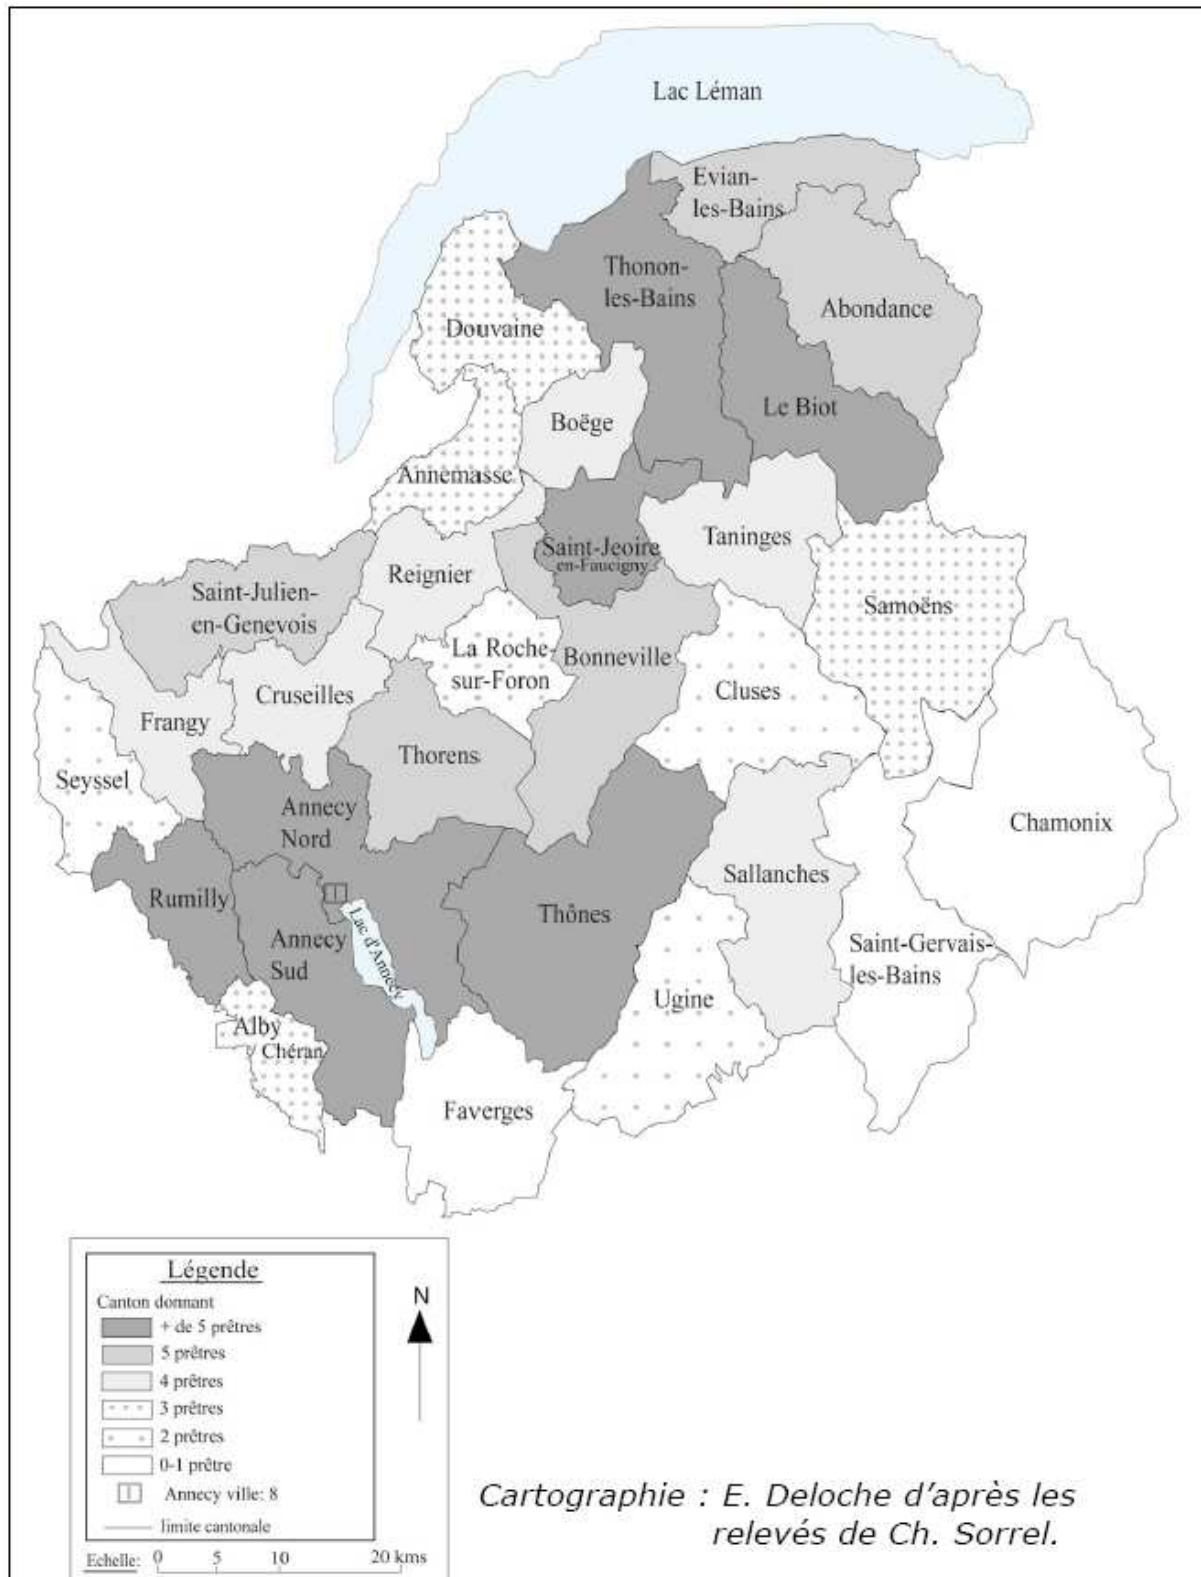 Lac Léman
Evian-
les-Bains
Thonon-
les-Bains
Abondance
Douvaine
Le Biot
Boëge
Annemasse
Taninges
Saint-Jeoire
en-Faucigny
Reignier
Saint-Julien-
en-Genevois
Samoëns
La Roche-
sur-Foron
Bonneville
Cluses
Cruseilles
Frangy
Thorens
Seyssel
Annecy
Nord
Chamonix
Sallanches
Rumilly
Thônes
Lac d'Annecy
Annecy
Sud
Saint-Gervais-
les-Bains
Ugine
Alby
Chéran
Faverges
Légende
Canton donnant
+ de 5 prêtres
5 prêtres
4 prêtres
3 prêtres
2 prêtres
0-1 prêtre
Annecy ville: 8
limite cantonale
Echelle: 0 5 10 20 kms
N
Cartographie : E. Deloche d'après les
relevés de Ch. Sorrel.